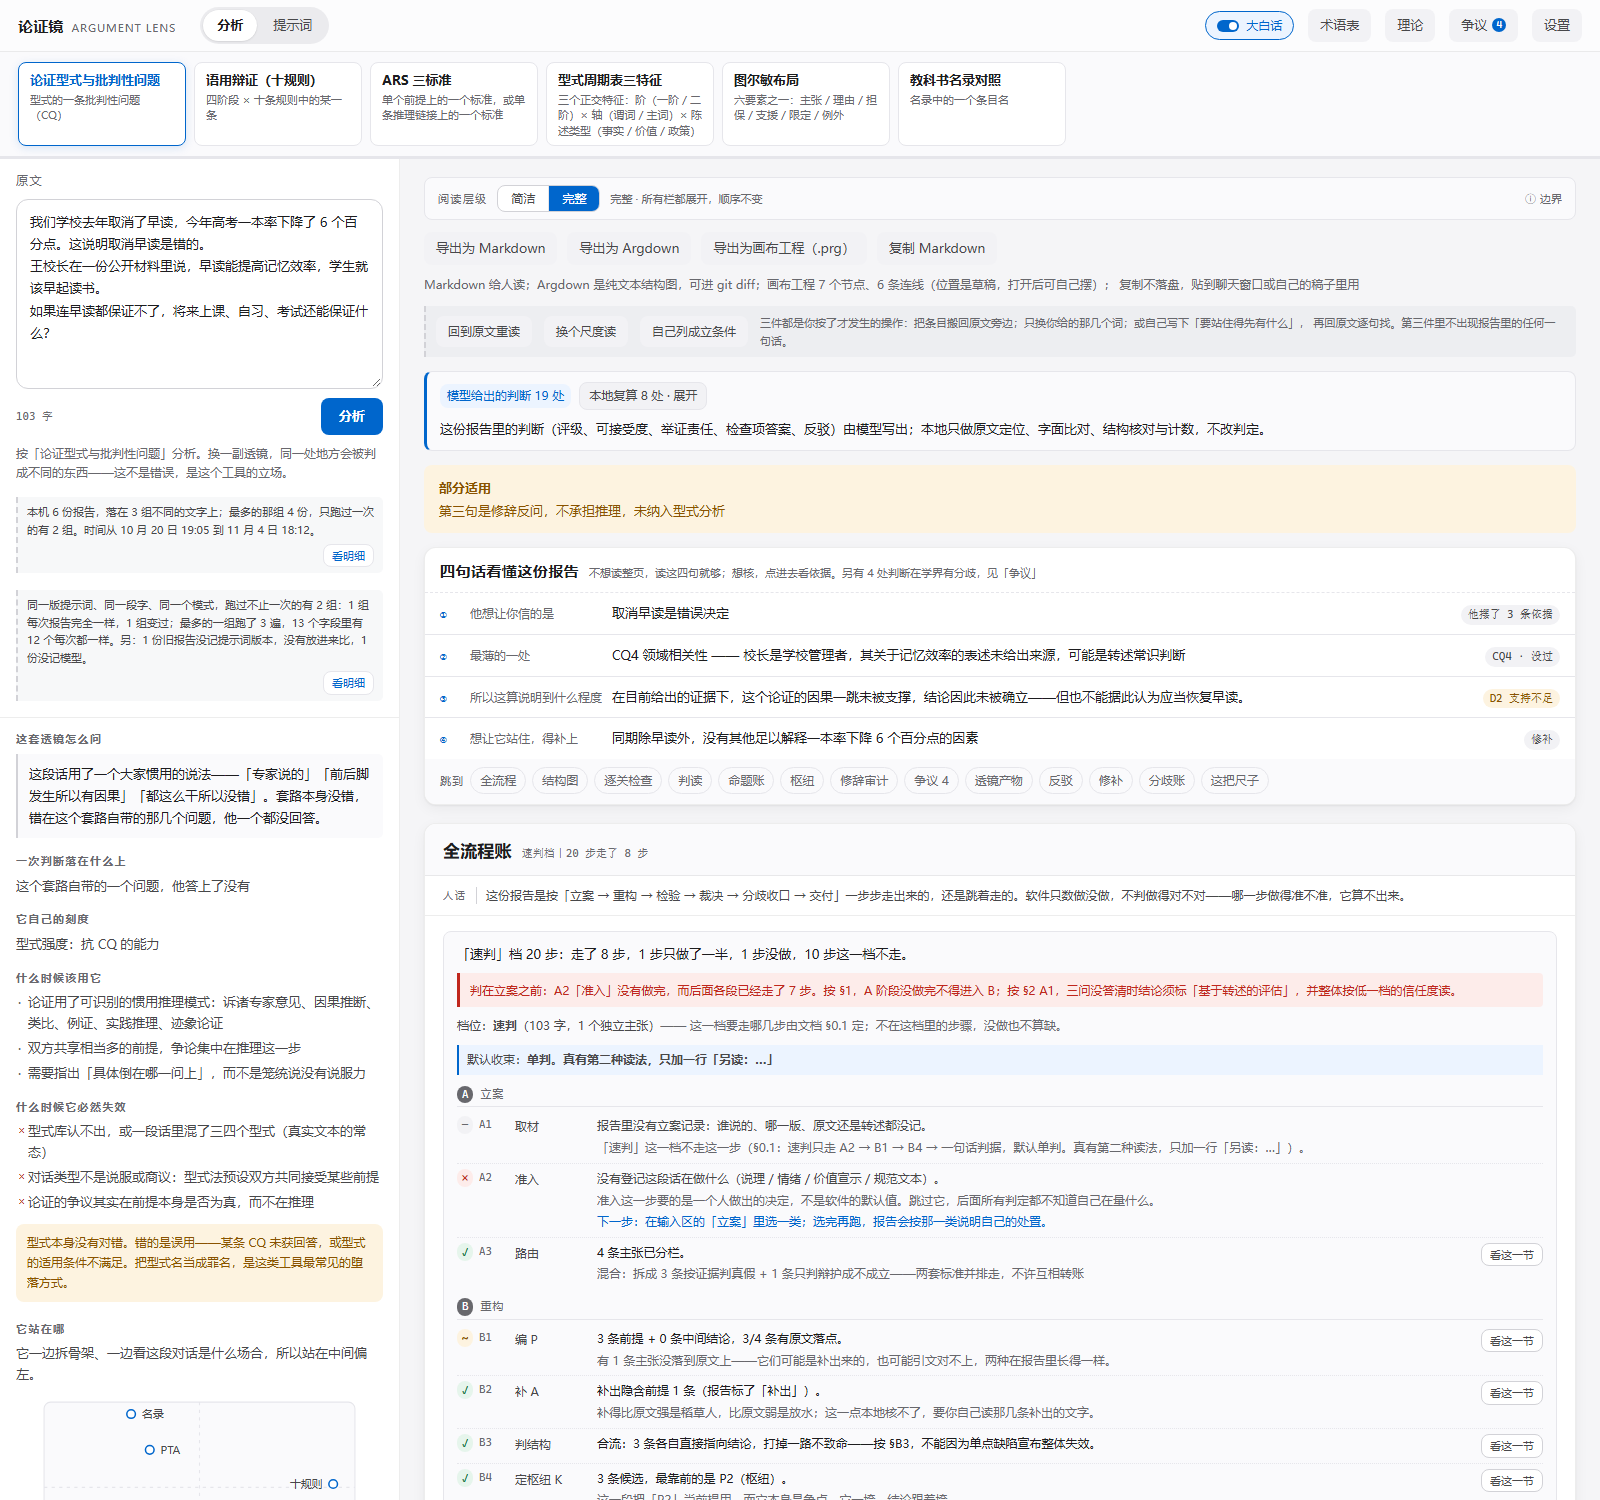 论证镜 ARGUMENT LENS 分析 提示词 大白话 术语表 理论 争议 4 设置
论证型式与批判性问题
型式的一条批判性问题
（CQ）
语用辩证（十规则）
四阶段 × 十条规则中的某一
条
ARS 三标准
单个前提上的一个标准，或单
条推理链接上的一个标准
型式周期表三特征
三个正交特征：阶（一阶 / 二
阶）× 轴（谓词 / 主词）× 陈
述类型（事实 / 价值 / 政策）
图尔敏布局
六要素之一：主张 / 理由 / 担
保 / 支援 / 限定 / 例外
教科书名录对照
名录中的一个条目名
原文
我们学校去年取消了早读，今年高考一本率下降了 6 个百
分点。这说明取消早读是错的。
王校长在一份公开材料里说，早读能提高记忆效率，学生就
该早起读书。
如果连早读都保证不了，将来上课、自习、考试还能保证什
么？
103 字 分析
按「论证型式与批判性问题」分析。换一副透镜，同一处地方会被判
成不同的东西——这不是错误，是这个工具的立场。
本机 6 份报告，落在 3 组不同的文字上；最多的那组 4 份，只跑过一次
的有 2 组。时间从 10 月 20 日 19:05 到 11 月 4 日 18:12。
看明细
同一版提示词、同一段字、同一个模式，跑过不止一次的有 2 组：1 组
每次报告完全一样，1 组变过；最多的一组跑了 3 遍，13 个字段里有
12 个每次都一样。另：1 份旧报告没记提示词版本，没有放进来比，1
份没记模型。
看明细
这套透镜怎么问
这段话用了一个大家惯用的说法——「专家说的」「前后脚
发生所以有因果」「都这么干所以没错」。套路本身没错，
错在这个套路自带的那几个问题，他一个都没回答。
一次判断落在什么上
这个套路自带的一个问题，他答上了没有
它自己的刻度
型式强度：抗 CQ 的能力
什么时候该用它
· 论证用了可识别的惯用推理模式：诉诸专家意见、因果推断、
类比、例证、实践推理、迹象论证
· 双方共享相当多的前提，争论集中在推理这一步
· 需要指出「具体倒在哪一问上」，而不是笼统说没有说服力
什么时候它必然失效
× 型式库认不出，或一段话里混了三四个型式（真实文本的常
态）
× 对话类型不是说服或商议：型式法预设双方共同接受某些前提
× 论证的争议其实在前提本身是否为真，而不在推理
型式本身没有对错。错的是误用——某条 CQ 未获回答，或型式
的适用条件不满足。把型式名当成罪名，是这类工具最常见的堕
落方式。
它站在哪
它一边拆骨架、一边看这段对话是什么场合，所以站在中间偏
左。
名录
PTA
十规则
阅读层级 简洁 完整 完整 · 所有栏都展开，顺序不变 ⓘ 边界
导出为 Markdown 导出为 Argdown 导出为画布工程（.prg） 复制 Markdown
Markdown 给人读；Argdown 是纯文本结构图，可进 git diff；画布工程 7 个节点、6 条连线（位置是草稿，打开后可自己摆）； 复制不落盘，贴到聊天窗口或自己的稿子里用
回到原文重读 换个尺度读 自己列成立条件
三件都是你按了才发生的操作：把条目搬回原文旁边；只换你给的那几个词；或自己写下「要站住得先有什么」，再回原文逐句找。第三件里不出现报告里的任何一
句话。
模型给出的判断 19 处 本地复算 8 处 · 展开
这份报告里的判断（评级、可接受度、举证责任、检查项答案、反驳）由模型写出；本地只做原文定位、字面比对、结构核对与计数，不改判定。
部分适用
第三句是修辞反问，不承担推理，未纳入型式分析
四句话看懂这份报告 不想读整页，读这四句就够；想核，点进去看依据。另有 4 处判断在学界有分歧，见「争议」
① 他想让你信的是 取消早读是错误决定 他摆了 3 条依据
② 最薄的一处 CQ4 领域相关性 —— 校长是学校管理者，其关于记忆效率的表述未给出来源，可能是转述常识判断 CQ4 · 没过
③ 所以这算说明到什么程度 在目前给出的证据下，这个论证的因果一跳未被支撑，结论因此未被确立——但也不能据此认为应当恢复早读。 D2 支持不足
④ 想让它站住，得补上 同期除早读外，没有其他足以解释一本率下降 6 个百分点的因素 修补
跳到 全流程 结构图 逐关检查 判读 命题账 枢纽 修辞审计 争议 4 透镜产物 反驳 修补 分歧账 这把尺子
全流程账 速判档 | 20 步走了 8 步
人话 这份报告是按「立案 → 重构 → 检验 → 裁决 → 分歧收口 → 交付」一步步走出来的，还是跳着走的。软件只数做没做，不判做得对不对——哪一步做得准不准，它算不出来。
「速判」档 20 步：走了 8 步，1 步只做了一半，1 步没做，10 步这一档不走。
判在立案之前：A2「准入」没有做完，而后面各段已经走了 7 步。按 §1，A 阶段没做完不得进入 B；按 §2 A1，三问没答清时结论须标「基于转述的评估」，并整体按低一档的信任度读。
档位：速判（103 字，1 个独立主张）—— 这一档要走哪几步由文档 §0.1 定；不在这档里的步骤，没做也不算缺。
默认收束：单判。真有第二种读法，只加一行「另读：…」
A 立案
— A1 取材 报告里没有立案记录：谁说的、哪一版、原文还是转述都没记。
「速判」这一档不走这一步（§0.1：速判只走 A2 → B1 → B4 → 一句话判据，默认单判。真有第二种读法，只加一行「另读：…」）。
× A2 准入 没有登记这段话在做什么（说理 / 情绪 / 价值宣示 / 规范文本）。
准入这一步要的是一个人做出的决定，不是软件的默认值。跳过它，后面所有判定都不知道自己在量什么。
下一步：在输入区的「立案」里选一类；选完再跑，报告会按那一类说明自己的处置。
✓ A3 路由 4 条主张已分栏。 看这一节
混合：拆成 3 条按证据判真假 + 1 条只判辩护成不成立——两套标准并排走，不许互相转账
B 重构
~ B1 编 P 3 条前提 + 0 条中间结论，3/4 条有原文落点。 看这一节
有 1 条主张没落到原文上——它们可能是补出来的，也可能引文对不上，两种在报告里长得一样。
✓ B2 补 A 补出隐含前提 1 条（报告标了「补出」）。 看这一节
补得比原文强是稻草人，比原文弱是放水；这一点本地核不了，要你自己读那几条补出的文字。
✓ B3 判结构 合流：3 条各自直接指向结论，打掉一路不致命——按 §B3，不能因为单点缺陷宣布整体失效。 看这一节
✓ B4 定枢纽 K 3 条候选，最靠前的是 P2（枢纽）。 看这一节